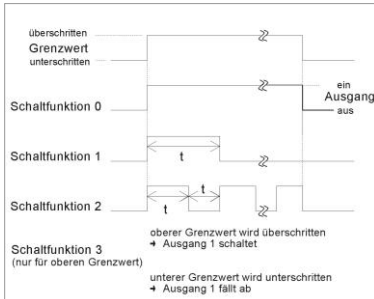 überschritten
Grenzwert
unterschritten
ein
Ausgang
aus
Schaltfunktion 0
Schaltfunktion 1
t
Schaltfunktion 2
t
t
Schaltfunktion 3
(nur für oberen Grenzwert)
oberer Grenzwert wird überschritten
➔ Ausgang 1 schaltet
unterer Grenzwert wird unterschritten
➔ Ausgang 1 fällt ab